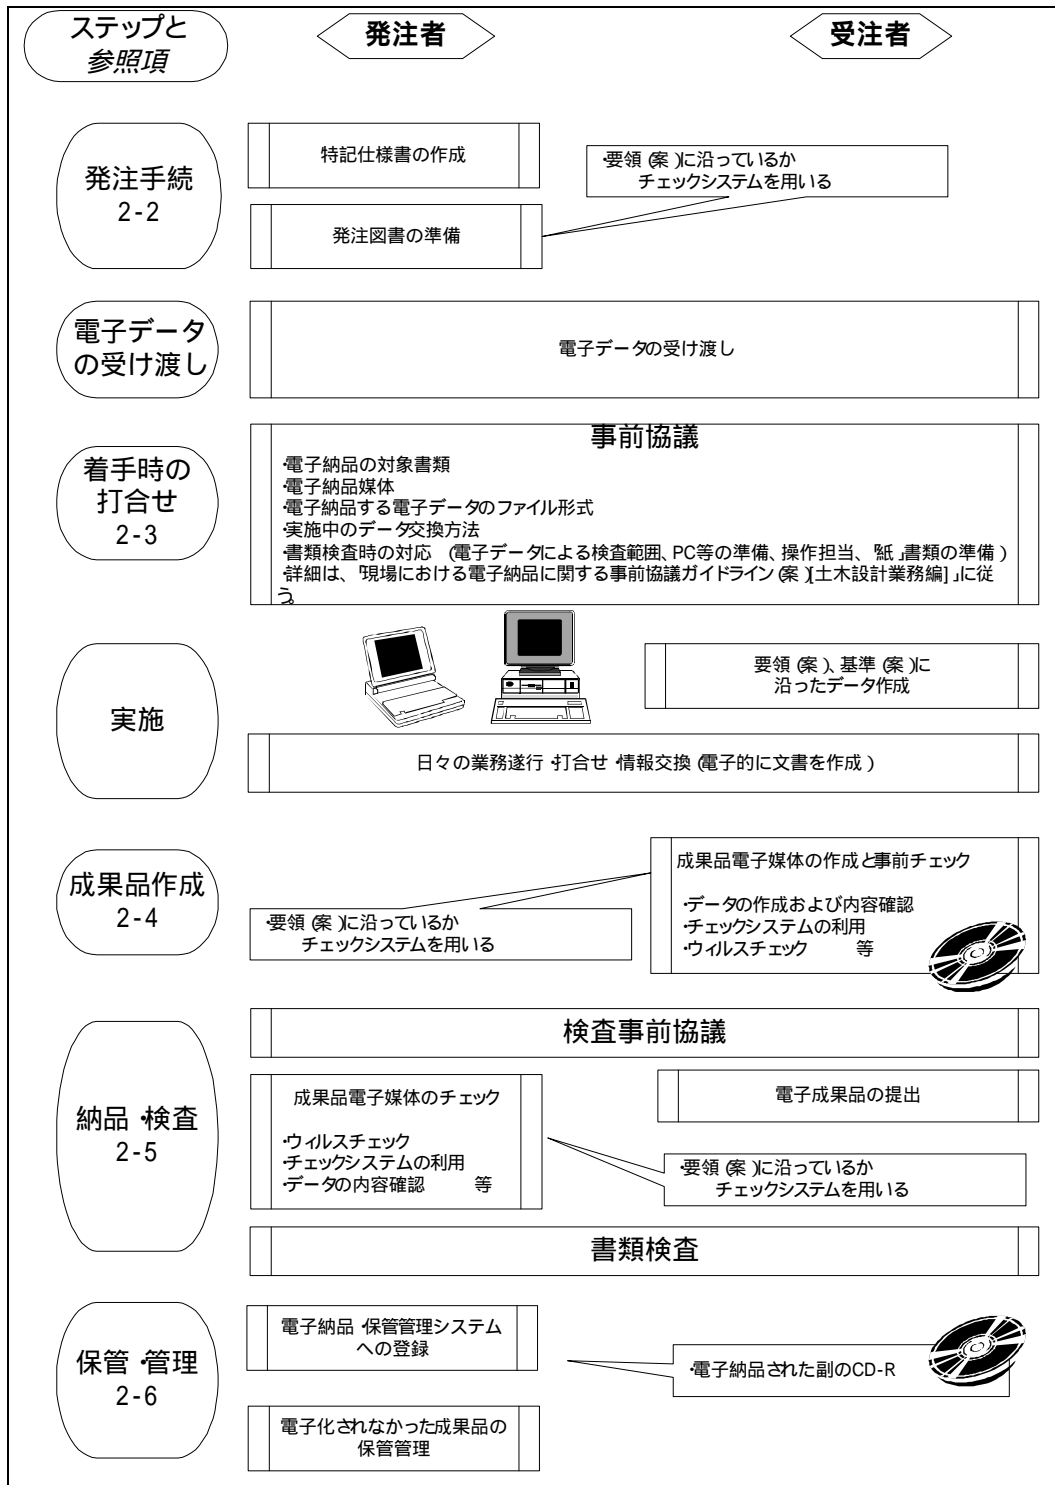 ステップと
参照項
発注者
受注者
発注手続
2-2
特記仕様書の作成
発注図書の準備
・要領(案)に沿っているか
チェックシステムを用いる
電子データ
の受け渡し
電子データの受け渡し
着手時の
打合せ
2-3
事前協議
・電子納品の対象書類
・電子納品媒体
・電子納品する電子データのファイル形式
・実施中のデータ交換方法
・書類検査時の対応 (電子データによる検査範囲、PC等の準備、操作担当、「紙」書類の準備)
・詳細は、「現場における電子納品に関する事前協議ガイドライン(案)[土木設計業務編]」に従
う。
実施
要領(案)、基準(案)に
沿ったデータ作成
日々の業務遂行・打合せ・情報交換(電子的に文書を作成)
成果品作成
2-4
・要領(案)に沿っているか
チェックシステムを用いる
成果品電子媒体の作成と事前チェック
・データの作成および内容確認
・チェックシステムの利用
・ウィルスチェック 等
納品・検査
2-5
検査事前協議
成果品電子媒体のチェック
・ウィルスチェック
・チェックシステムの利用
・データの内容確認 等
電子成果品の提出
・要領(案)に沿っているか
チェックシステムを用いる
書類検査
保管・管理
2-6
電子納品・保管管理システム
への登録
・電子納品された副のCD-R
電子化されなかった成果品の
保管管理